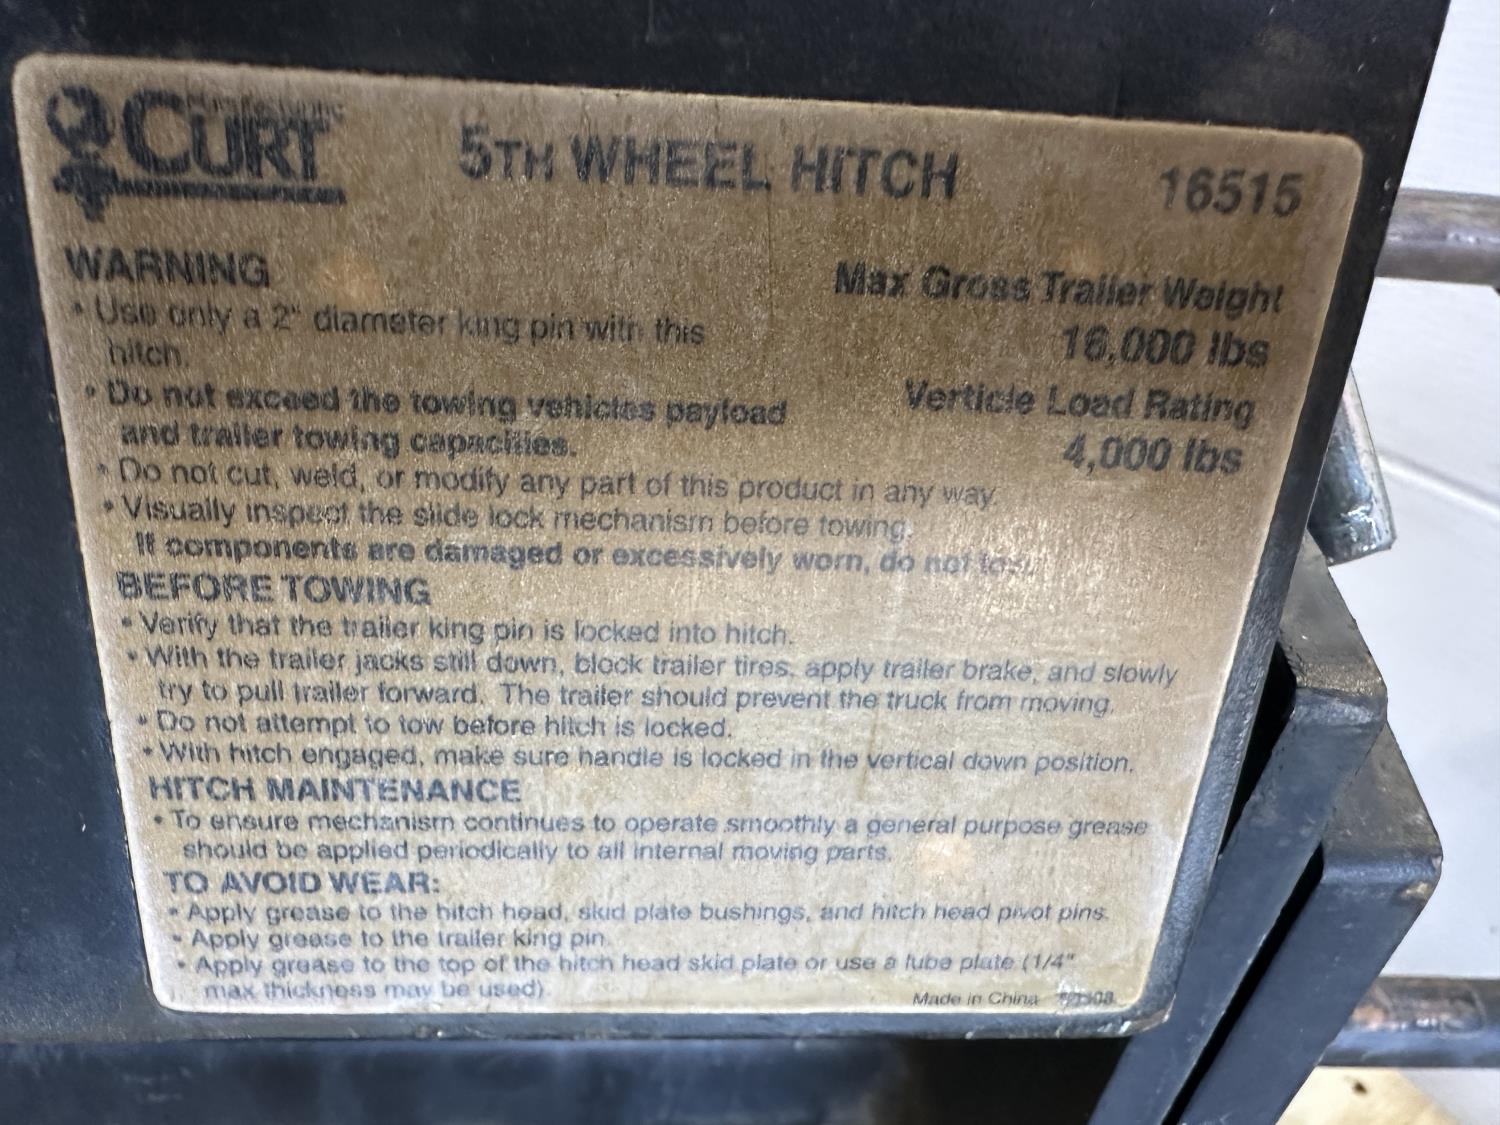 CURT
5TH WHEEL HITCH
16515
WARNING
• Use only a 2" diameter king pin with this
hitch.
• Do not exceed the towing vehicles payload
and trailer towing capacities.
Max Gross Trailer Weight
16,000 lbs
Verticle Load Rating
4,000 lbs
• Do not cut, weld, or modify any part of this product in any way.
• Visually inspect the slide lock mechanism before towing.
If components are damaged or excessively worn, do not tow.
BEFORE TOWING
• Verify that the trailer king pin is locked into hitch.
• With the trailer jacks still down, block trailer tires, apply trailer brake, and slowly
try to pull trailer forward. The trailer should prevent the truck from moving.
• Do not attempt to tow before hitch is locked.
• With hitch engaged, make sure handle is locked in the vertical down position.
HITCH MAINTENANCE
• To ensure mechanism continues to operate smoothly a general purpose grease
should be applied periodically to all internal moving parts.
TO AVOID WEAR:
• Apply grease to the hitch head, skid plate bushings, and hitch head pivot pins.
• Apply grease to the trailer king pin.
• Apply grease to the top of the hitch head skid plate or use a lube plate (1/4"
max thickness may be used)
Made in China